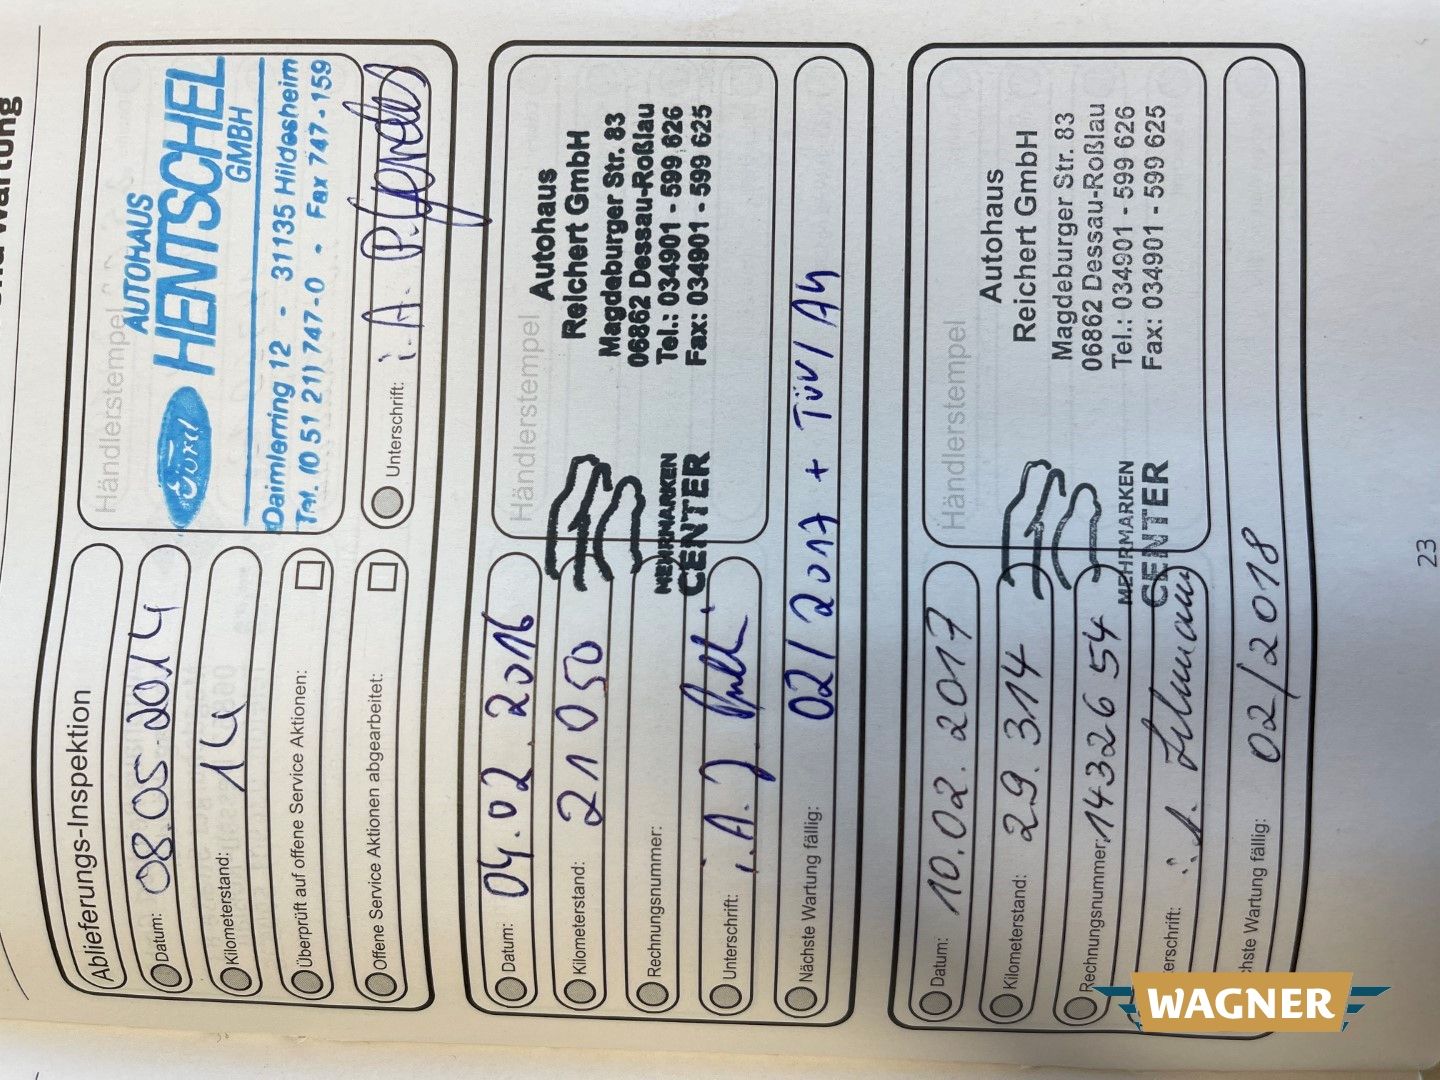 Ablieferungs-Inspektion
Datum: 08.05.2014
Kilometerstand: 14
Überprüft auf offene Service Aktionen:
Offene Service Aktionen abgearbeitet:
Händlerstempel
Ford
AUTOHAUS
HENTSCHEL
GMBH
Daimlerring 12 - 31135 Hildesheim
Tel. (0 51 21) 747-0 - Fax 747-159
Unterschrift: i. A.
Datum: 04.02.2016
Kilometerstand: 21050
Rechnungsnummer:
Unterschrift: i.A. J.
Nächste Wartung fällig: 02/2017 + TÜV/AU
Händlerstempel
MEHRMARKEN
CENTER
Autohaus
Reichert GmbH
Magdeburger Str. 83
06862 Dessau-Roßlau
Tel.: 034901 - 599 626
Fax: 034901 - 599 625
Datum: 10.02.2017
Kilometerstand: 29.314
Rechnungsnummer: 1432654
erschrift: i.A. Lehmann
chste Wartung fällig: 02/2018
Händlerstempel
MEHRMARKEN
CENTER
Autohaus
Reichert GmbH
Magdeburger Str. 83
06862 Dessau-Roßlau
Tel.: 034901 - 599 626
Fax: 034901 - 599 625
23
WAGNER